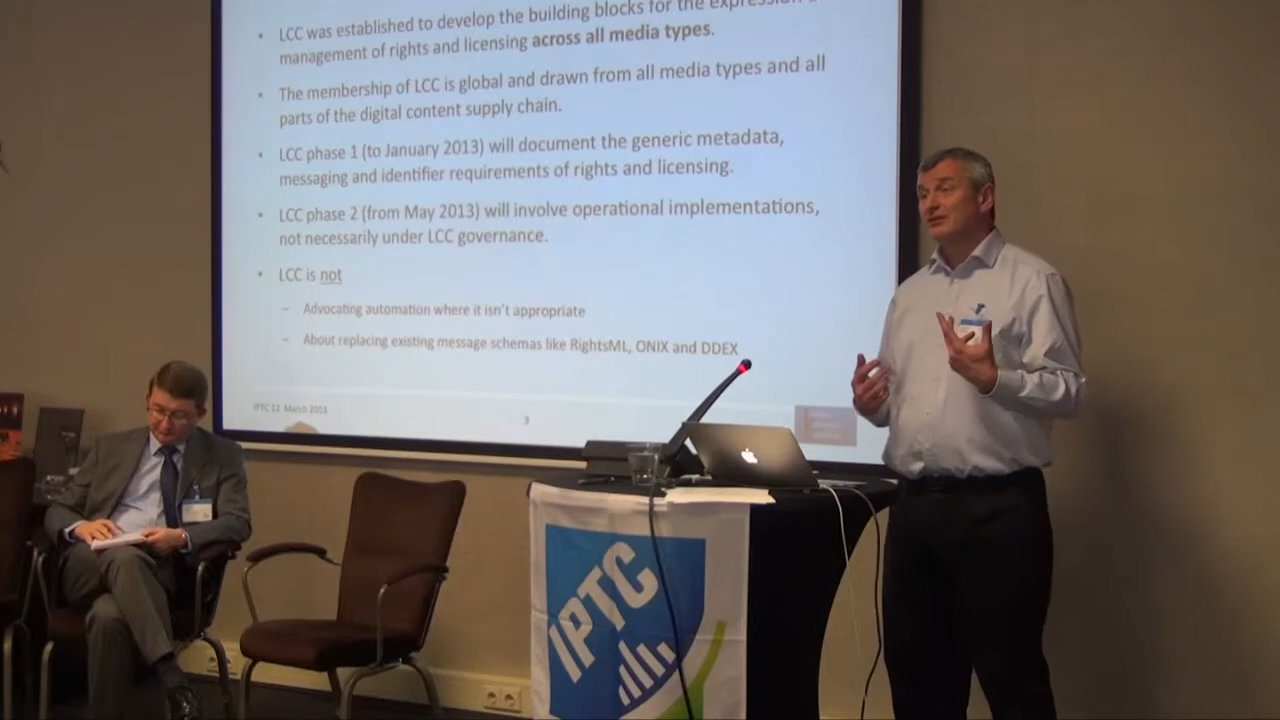 LCC was established to develop the building blocks for the expression
management of rights and licensing across all media types.
The membership of LCC is global and drawn from all media types and all
parts of the digital content supply chain.
LCC phase 1 (to January 2013) will document the generic metadata,
messaging and identifier requirements of rights and licensing.
LCC phase 2 (from May 2013) will involve operational implementations,
not necessarily under LCC governance.
LCC is not
– Advocating automation where it isn't appropriate
– About replacing existing message schemas like RightsML, ONIX and DDEX
IPTC 12 March 2013
3
IPTC